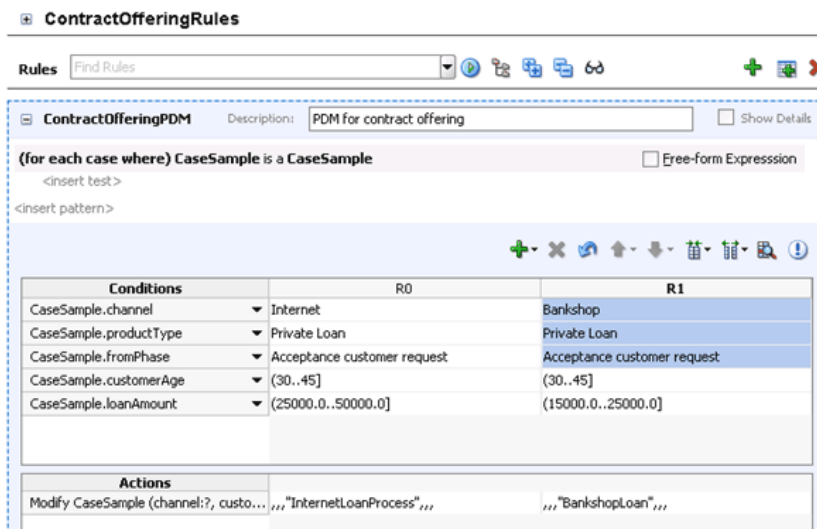 ContractOfferingRules
Rules Find Rules
ContractOfferingPDM Description: PDM for contract offering Show Details
(for each case where) CaseSample is a CaseSample Free-form Expresssion
<insert test>
<insert pattern>
Conditions R0 R1
CaseSample.channel Internet Bankshop
CaseSample.productType Private Loan Private Loan
CaseSample.fromPhase Acceptance customer request Acceptance customer request
CaseSample.customerAge (30..45] (30..45]
CaseSample.loanAmount (25000.0..50000.0] (15000.0..25000.0]
Actions
Modify CaseSample (channel:?, custo... ,,,"InternetLoanProcess",,, ,,,"BankshopLoan",,,